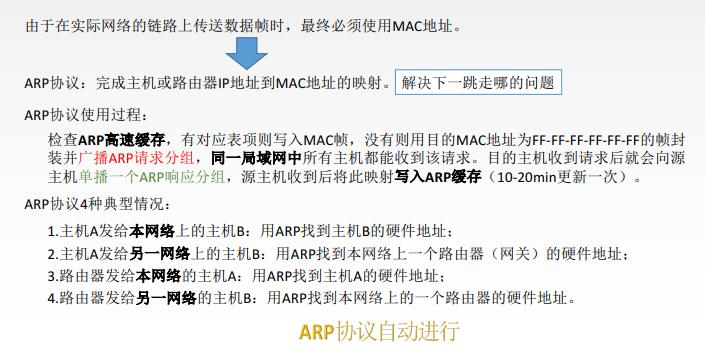 由于在实际网络的链路上传送数据帧时，最终必须使用MAC地址。
ARP协议：完成主机或路由器IP地址到MAC地址的映射。 解决下一跳走哪的问题
ARP协议使用过程：
检查ARP高速缓存，有对应表项则写入MAC帧，没有则用目的MAC地址为FF-FF-FF-FF-FF-FF的帧封
装并广播ARP请求分组，同一局域网中所有主机都能收到该请求。目的主机收到请求后就会向源
主机单播一个ARP响应分组，源主机收到后将此映射写入ARP缓存（10-20min更新一次）。
ARP协议4种典型情况：
1.主机A发给本网络上的主机B：用ARP找到主机B的硬件地址；
2.主机A发给另一网络上的主机B：用ARP找到本网络上一个路由器（网关）的硬件地址；
3.路由器发给本网络的主机A：用ARP找到主机A的硬件地址；
4.路由器发给另一网络的主机B：用ARP找到本网络上的一个路由器的硬件地址。
ARP协议自动进行